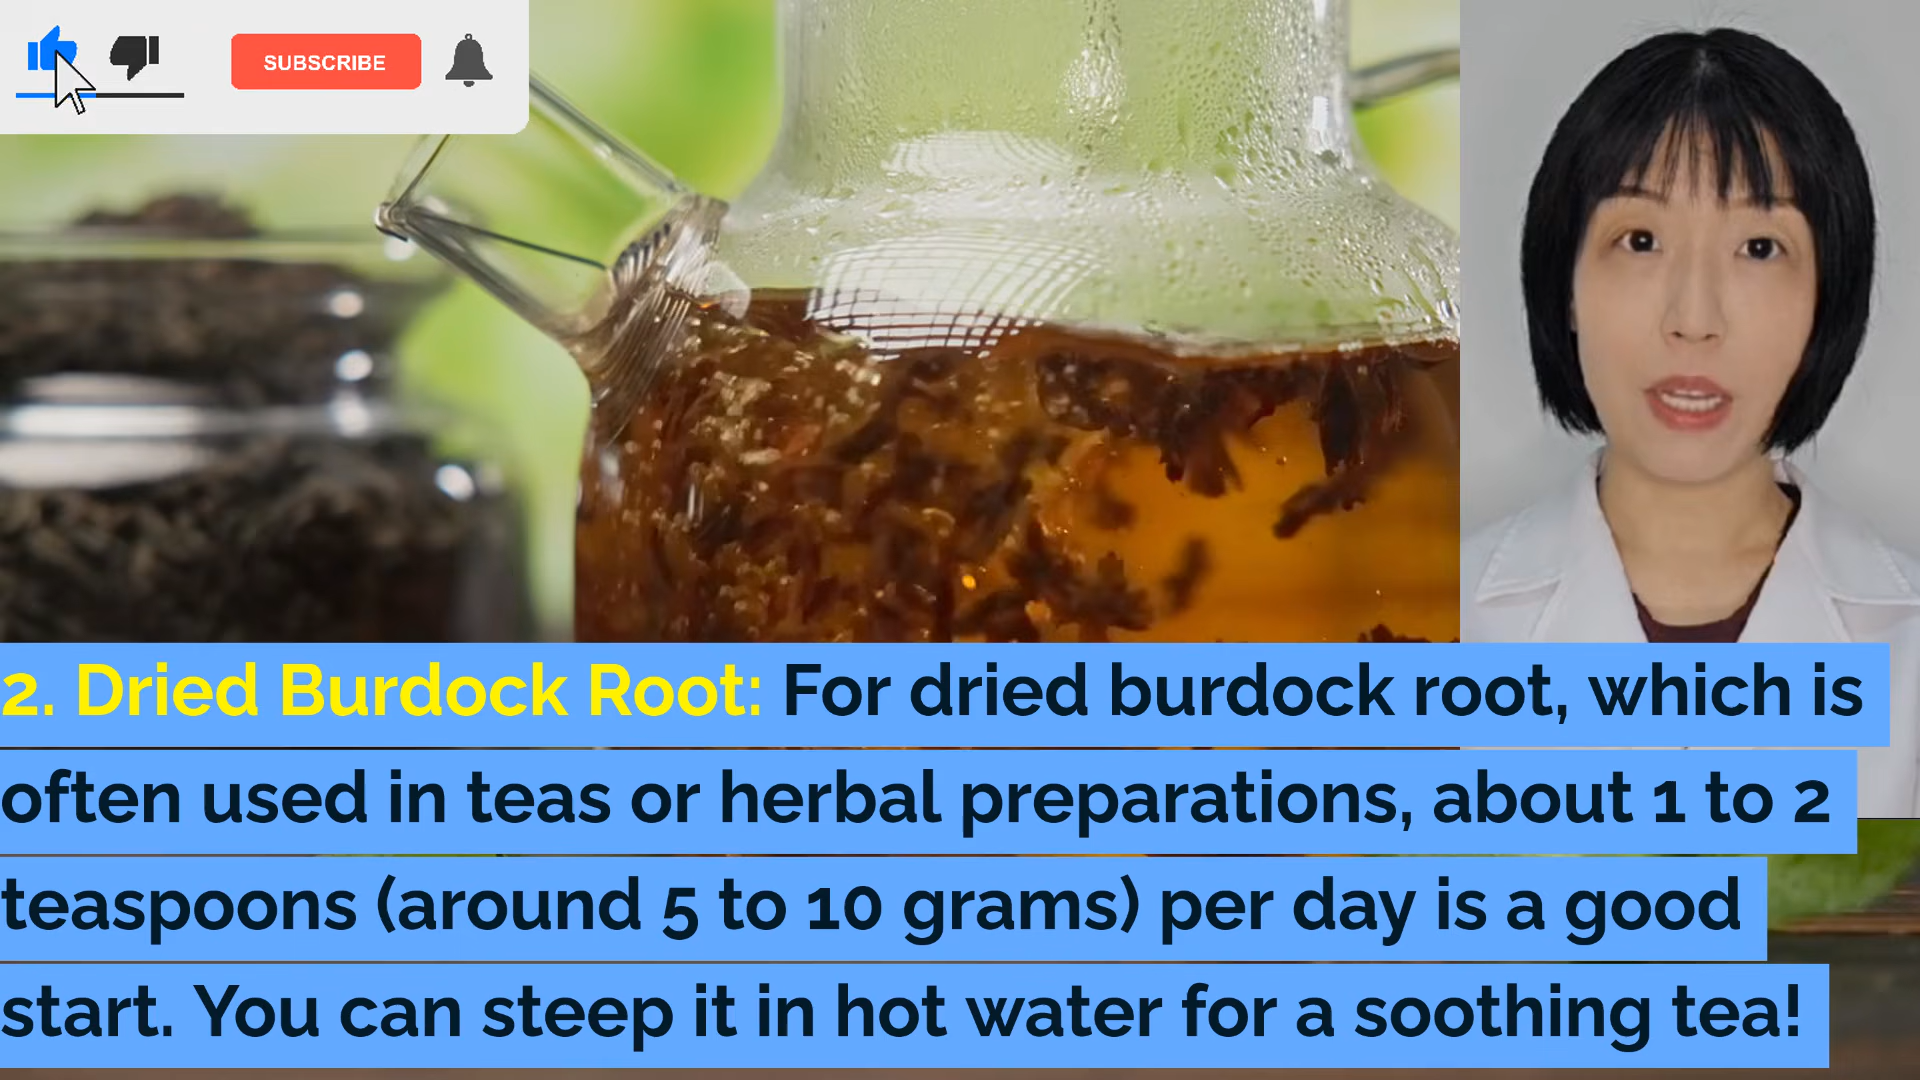 SUBSCRIBE
2. Dried Burdock Root: For dried burdock root, which is
often used in teas or herbal preparations, about 1 to 2
teaspoons (around 5 to 10 grams) per day is a good
start. You can steep it in hot water for a soothing tea!